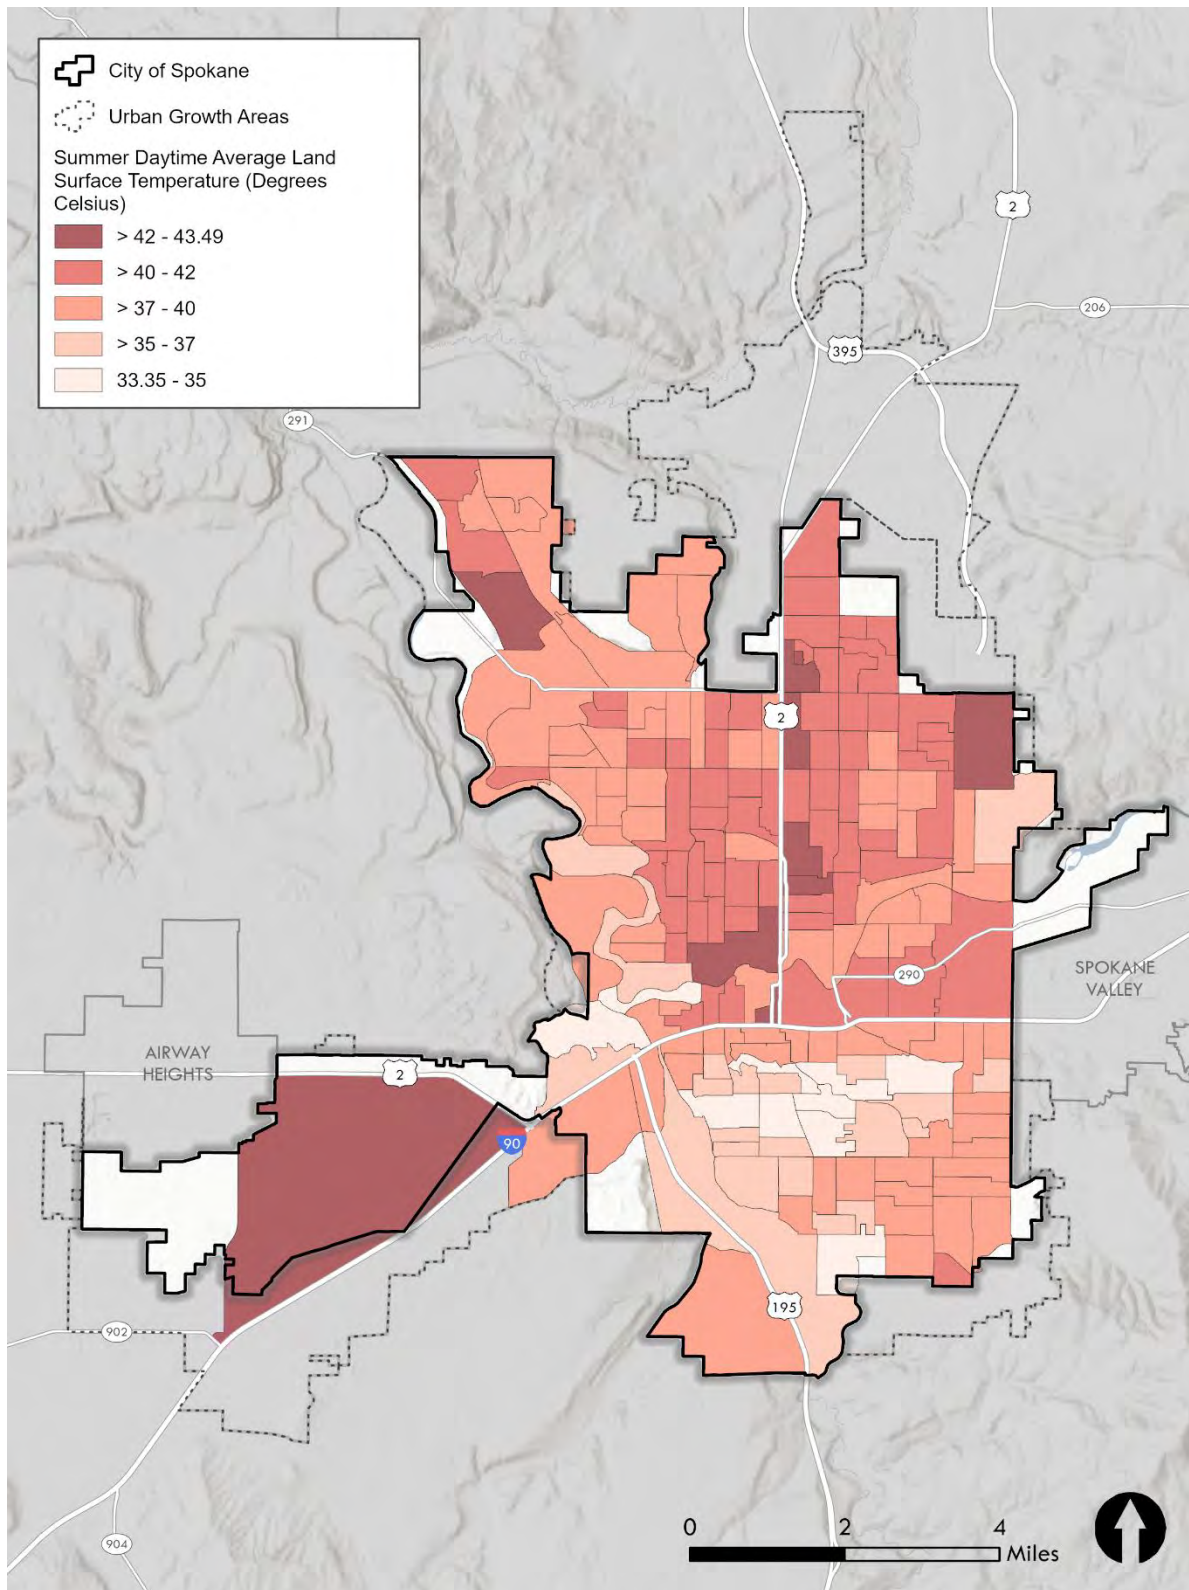 City of Spokane
Urban Growth Areas
Summer Daytime Average Land
Surface Temperature (Degrees
Celsius)
> 42 - 43.49
> 40 - 42
> 37 - 40
> 35 - 37
33.35 - 35
2
206
395
291
2
290
SPOKANE
VALLEY
AIRWAY
HEIGHTS
2
90
195
902
904
0 2 4
Miles